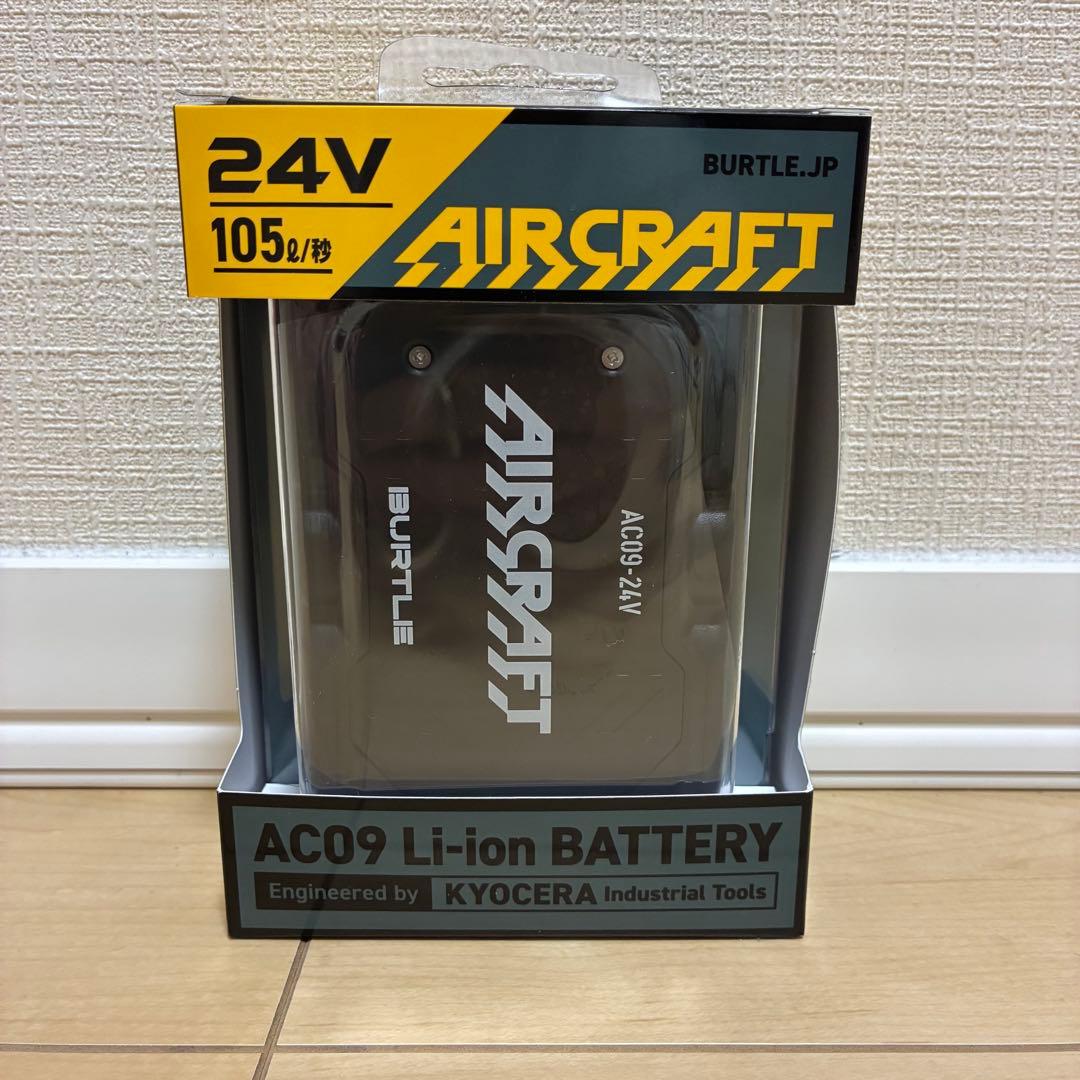 24V
105ℓ/秒
BURTLE.JP
AIRCRAFT
AIRCRAFT
BURTLE
AC09-24V
AC09 Li-ion BATTERY
Engineered by KYOCERA Industrial Tools